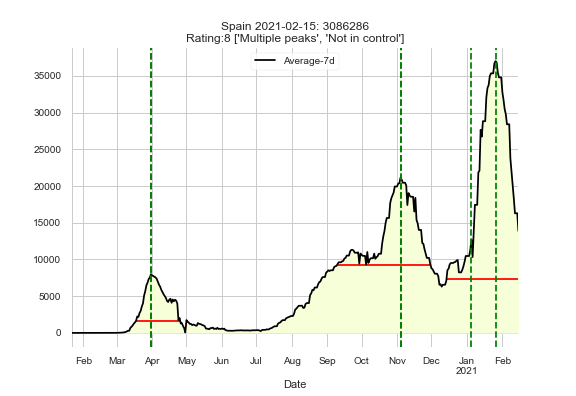 Spain 2021-02-15: 3086286
Rating:8 ['Multiple peaks', 'Not in control']
Average-7d
35000
30000
25000
20000
15000
10000
5000
0
Feb Mar Apr May Jun Jul Aug Sep Oct Nov Dec Jan Feb
2021
Date